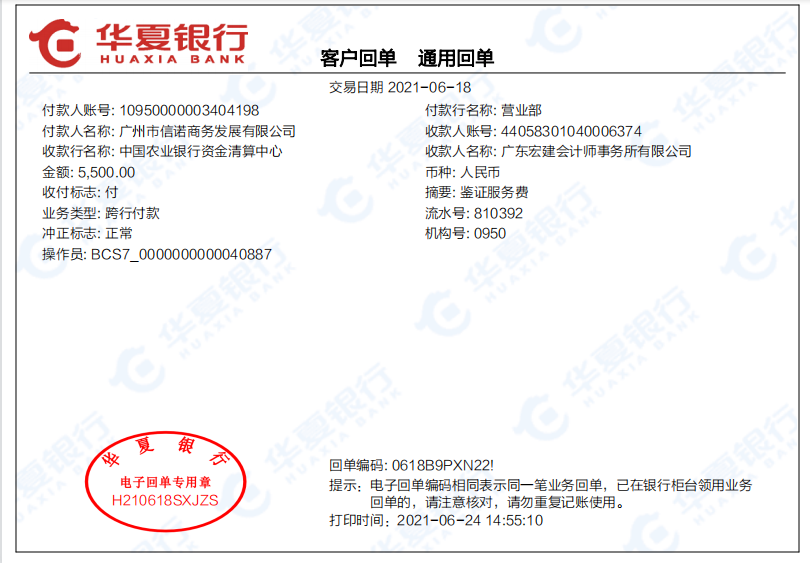 华夏银行
HUAXIA BANK
客户回单 通用回单
交易日期 2021-06-18
付款人账号: 10950000003404198 付款行名称: 营业部
付款人名称: 广州市信诺商务发展有限公司 收款人账号: 44058301040006374
收款行名称: 中国农业银行资金清算中心 收款人名称: 广东宏建会计师事务所有限公司
金额: 5,500.00 币种: 人民币
收付标志: 付 摘要: 鉴证服务费
业务类型: 跨行付款 流水号: 810392
冲正标志: 正常 机构号: 0950
操作员: BCS7_0000000000040887
华夏银行
电子回单专用章
H210618SXJZS
回单编码: 0618B9PXN22!
提示：电子回单编码相同表示同一笔业务回单，已在银行柜台领用业务
回单的，请注意核对，请勿重复记账使用。
打印时间：2021-06-24 14:55:10